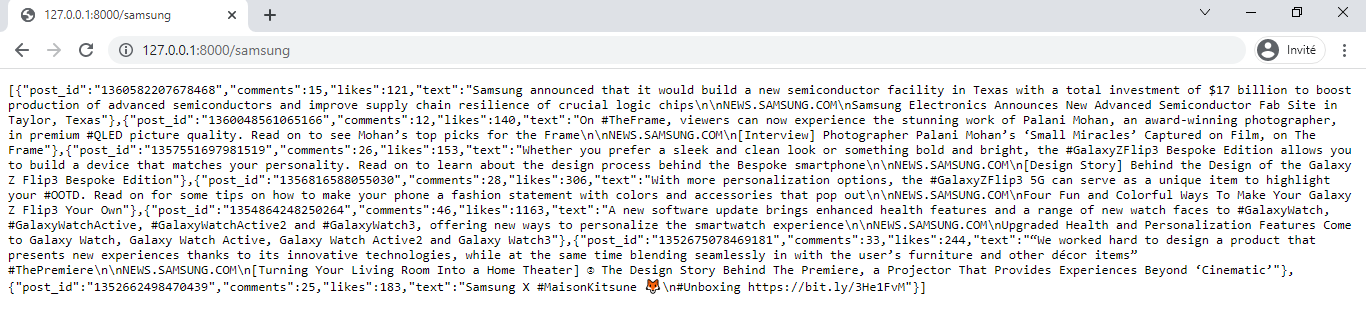 127.0.0.1:8000/samsung
127.0.0.1:8000/samsung
Invité
[{"post_id":"1360582207678468","comments":15,"likes":121,"text":"Samsung announced that it would build a new semiconductor facility in Texas with a total investment of $17 billion to boost
production of advanced semiconductors and improve supply chain resilience of crucial logic chips\n\nNEWS.SAMSUNG.COM\nSamsung Electronics Announces New Advanced Semiconductor Fab Site in
Taylor, Texas"},{"post_id":"1360048561065166","comments":12,"likes":140,"text":"On #TheFrame, viewers can now experience the stunning work of Palani Mohan, an award-winning photographer,
in premium #QLED picture quality. Read on to see Mohan’s top picks for the Frame\n\nNEWS.SAMSUNG.COM\n[Interview] Photographer Palani Mohan’s ‘Small Miracles’ Captured on Film, on The
Frame"},{"post_id":"1357551697981519","comments":26,"likes":153,"text":"Whether you prefer a sleek and clean look or something bold and bright, the #GalaxyZFlip3 Bespoke Edition allows you
to build a device that matches your personality. Read on to learn about the design process behind the Bespoke smartphone\n\nNEWS.SAMSUNG.COM\n[Design Story] Behind the Design of the Galaxy
Z Flip3 Bespoke Edition"},{"post_id":"1356816588055030","comments":28,"likes":306,"text":"With more personalization options, the #GalaxyZFlip3 5G can serve as a unique item to highlight
your #OOTD. Read on for some tips on how to make your phone a fashion statement with colors and accessories that pop out\n\nNEWS.SAMSUNG.COM\nFour Fun and Colorful Ways To Make Your Galaxy
Z Flip3 Your Own"},{"post_id":"1354864248250264","comments":46,"likes":1163,"text":"A new software update brings enhanced health features and a range of new watch faces to #GalaxyWatch,
#GalaxyWatchActive, #GalaxyWatchActive2 and #GalaxyWatch3, offering new ways to personalize the smartwatch experience\n\nNEWS.SAMSUNG.COM\nUpgraded Health and Personalization Features Come
to Galaxy Watch, Galaxy Watch Active, Galaxy Watch Active2 and Galaxy Watch3"},{"post_id":"1352675078469181","comments":33,"likes":244,"text":"“We worked hard to design a product that
presents new experiences thanks to its innovative technologies, while at the same time blending seamlessly in with the user’s furniture and other décor items”
#ThePremiere\n\nNEWS.SAMSUNG.COM\n[Turning Your Living Room Into a Home Theater] ① The Design Story Behind The Premiere, a Projector That Provides Experiences Beyond ‘Cinematic’"},
{"post_id":"1352662498470439","comments":25,"likes":183,"text":"Samsung X #MaisonKitsune 🦊\n#Unboxing https://bit.ly/3He1FvM"}]